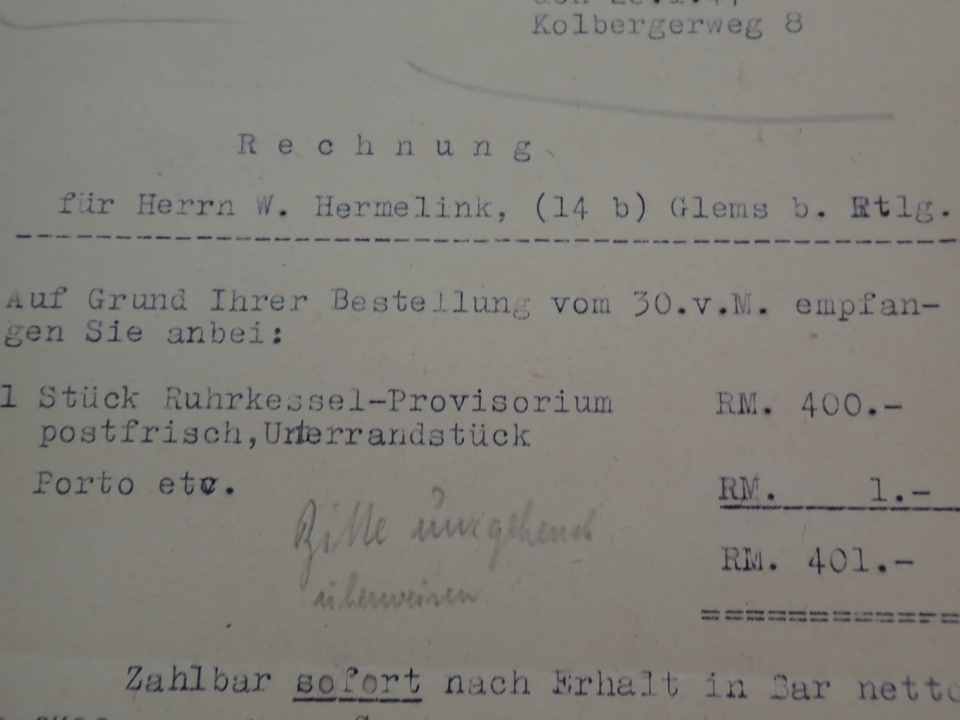 Kolbergerweg 8
Rechnung
für Herrn W. Hermelink, (14 b) Glems b. Rtlg.
Auf Grund Ihrer Bestellung vom 30.v.M. empfan-
gen Sie anbei:
1 Stück Ruhrkessel-Provisorium RM. 400.-
postfrisch,Unterrandstück
Porto etc. RM. 1.-
Bitte umgehend
überweisen
RM. 401.-
Zahlbar sofort nach Erhalt in Bar netto